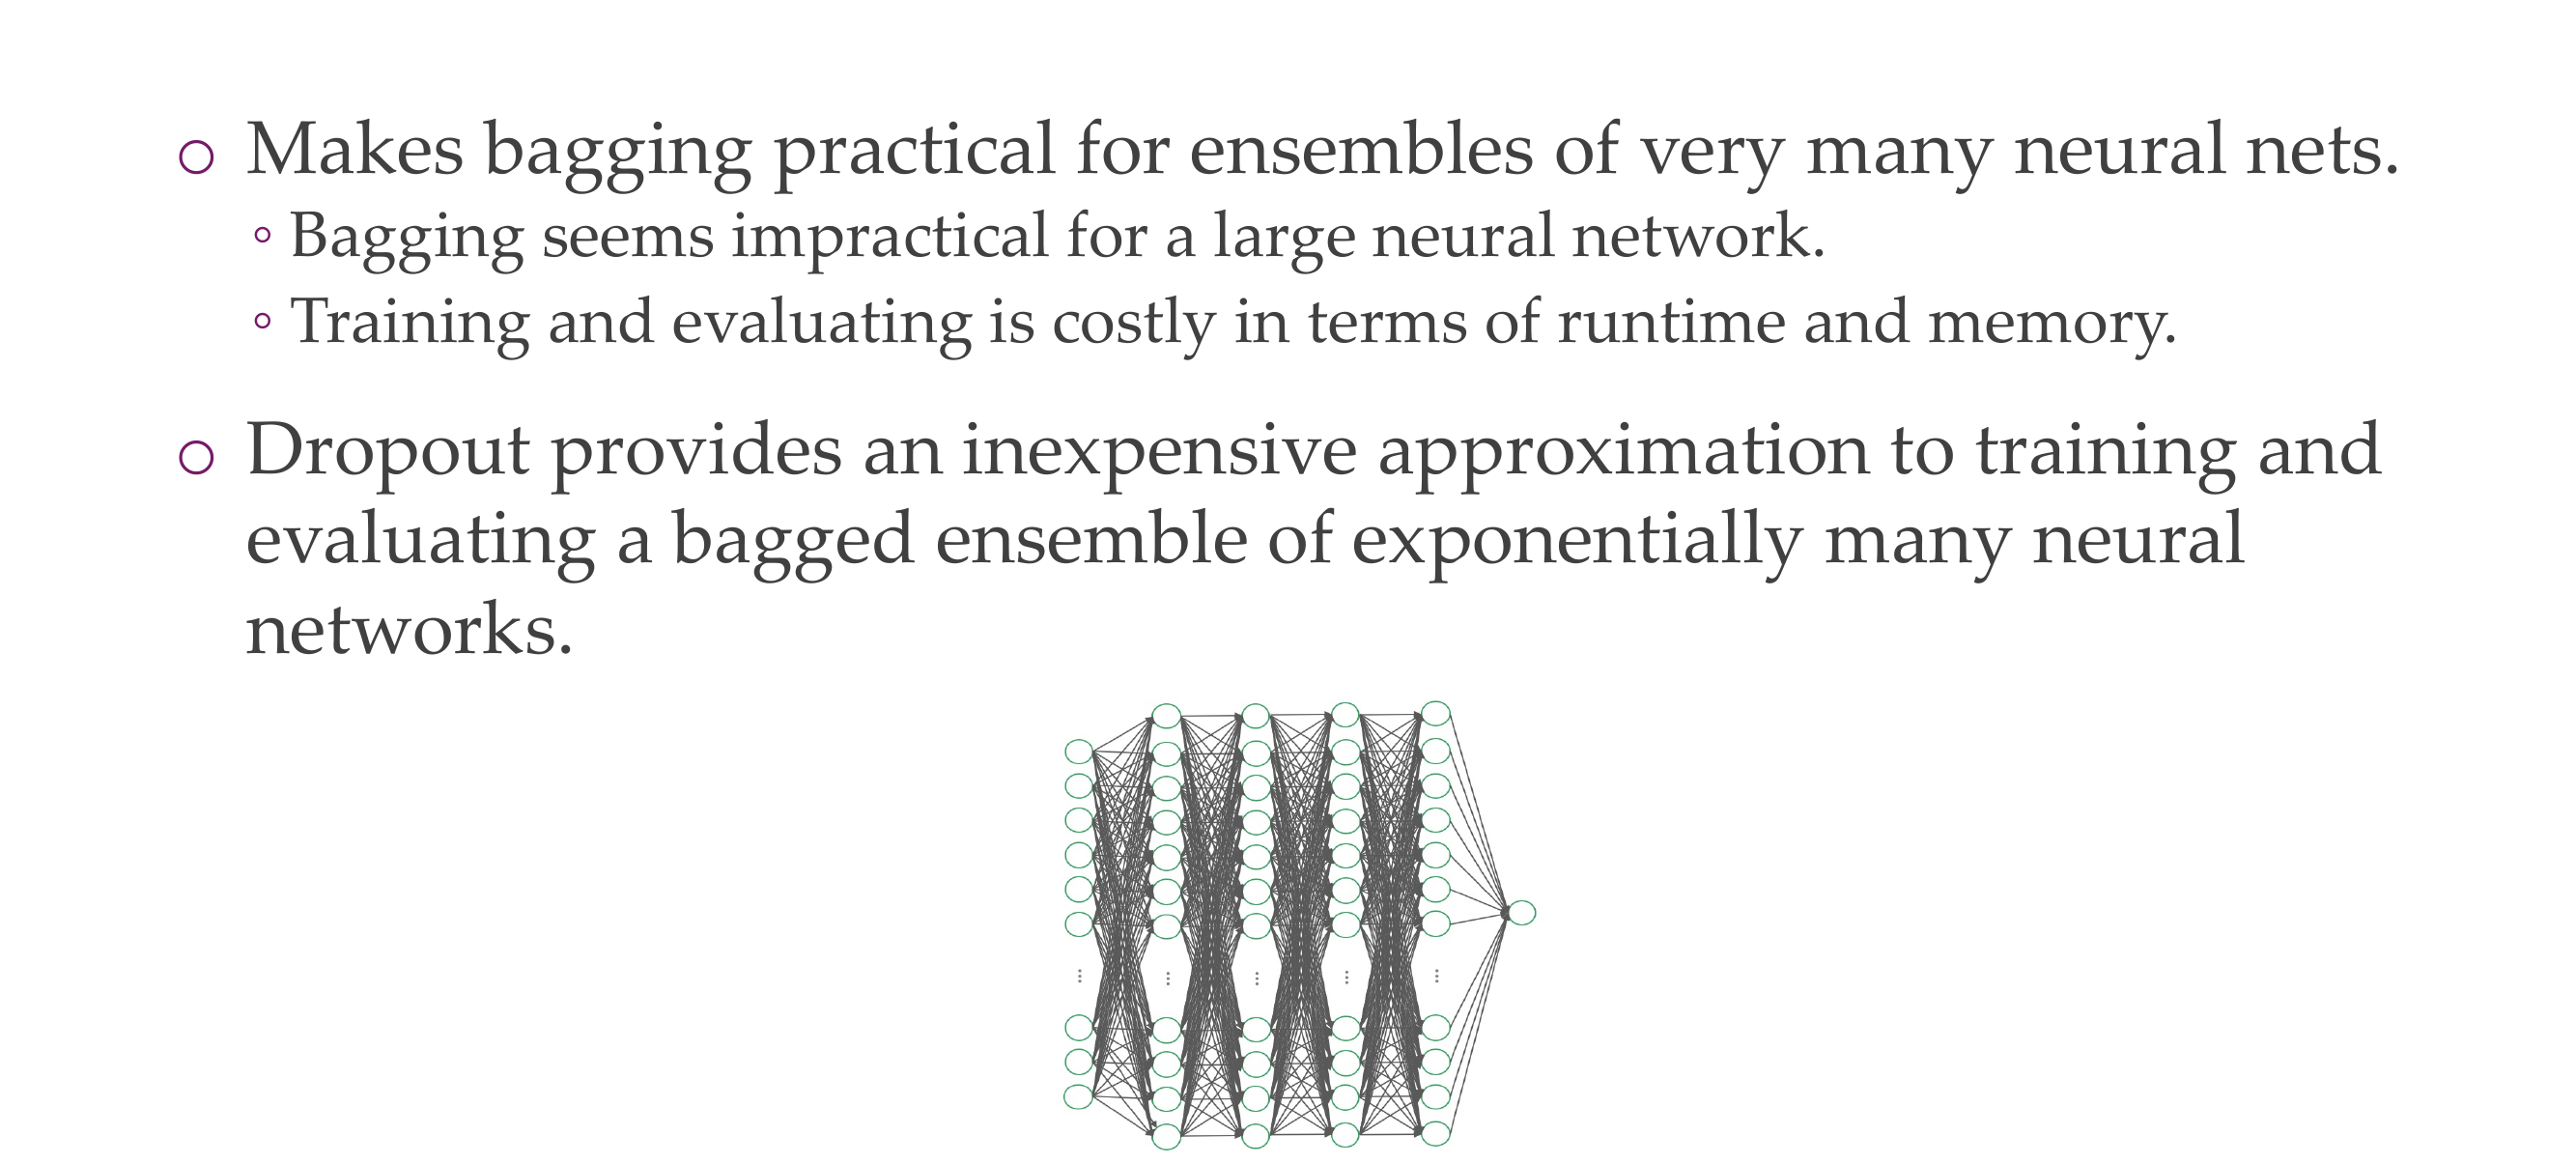 Makes bagging practical for ensembles of very many neural nets.
Bagging seems impractical for a large neural network.
Training and evaluating is costly in terms of runtime and memory.
Dropout provides an inexpensive approximation to training and
evaluating a bagged ensemble of exponentially many neural
networks.